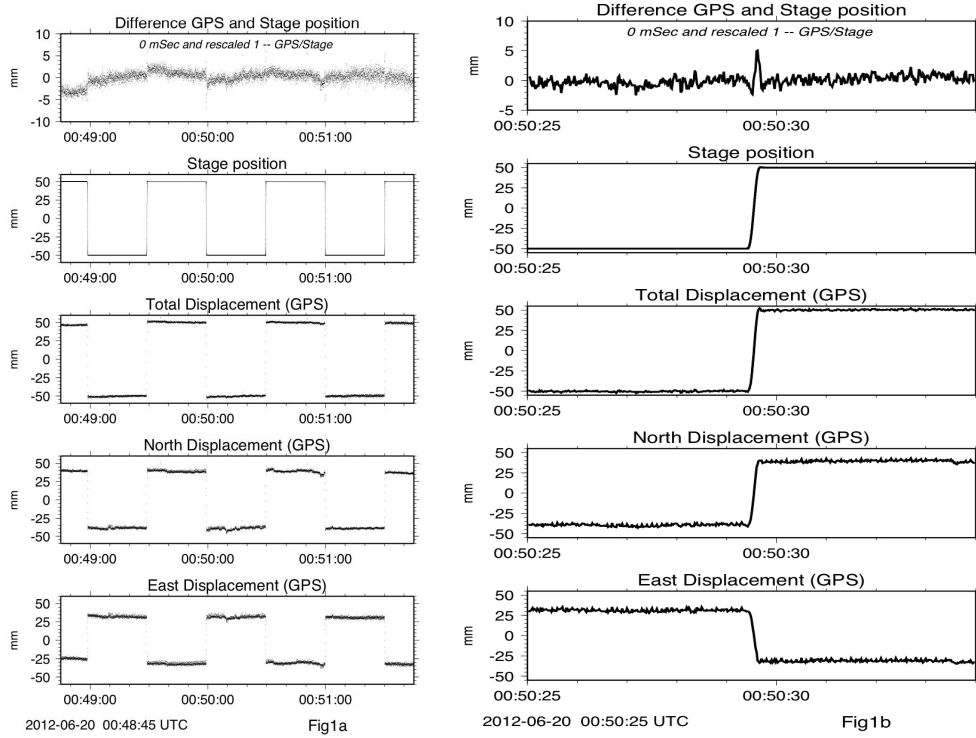 Difference GPS and Stage position
0 mSec and rescaled 1 -- GPS/Stage
10
5
0
-5
-10
mm
00:49:00 00:50:00 00:51:00
Stage position
50
25
0
-25
-50
mm
00:49:00 00:50:00 00:51:00
Total Displacement (GPS)
50
25
0
-25
-50
mm
00:49:00 00:50:00 00:51:00
North Displacement (GPS)
50
25
0
-25
-50
mm
00:49:00 00:50:00 00:51:00
East Displacement (GPS)
50
25
0
-25
-50
mm
00:49:00 00:50:00 00:51:00
2012-06-20 00:48:45 UTC Fig1a
Difference GPS and Stage position
0 mSec and rescaled 1 -- GPS/Stage
10
5
0
-5
mm
00:50:25 00:50:30
Stage position
50
25
0
-25
-50
mm
00:50:25 00:50:30
Total Displacement (GPS)
50
25
0
-25
-50
mm
00:50:25 00:50:30
North Displacement (GPS)
50
25
0
-25
-50
mm
00:50:25 00:50:30
East Displacement (GPS)
50
25
0
-25
-50
mm
00:50:25 00:50:30
2012-06-20 00:50:25 UTC Fig1b